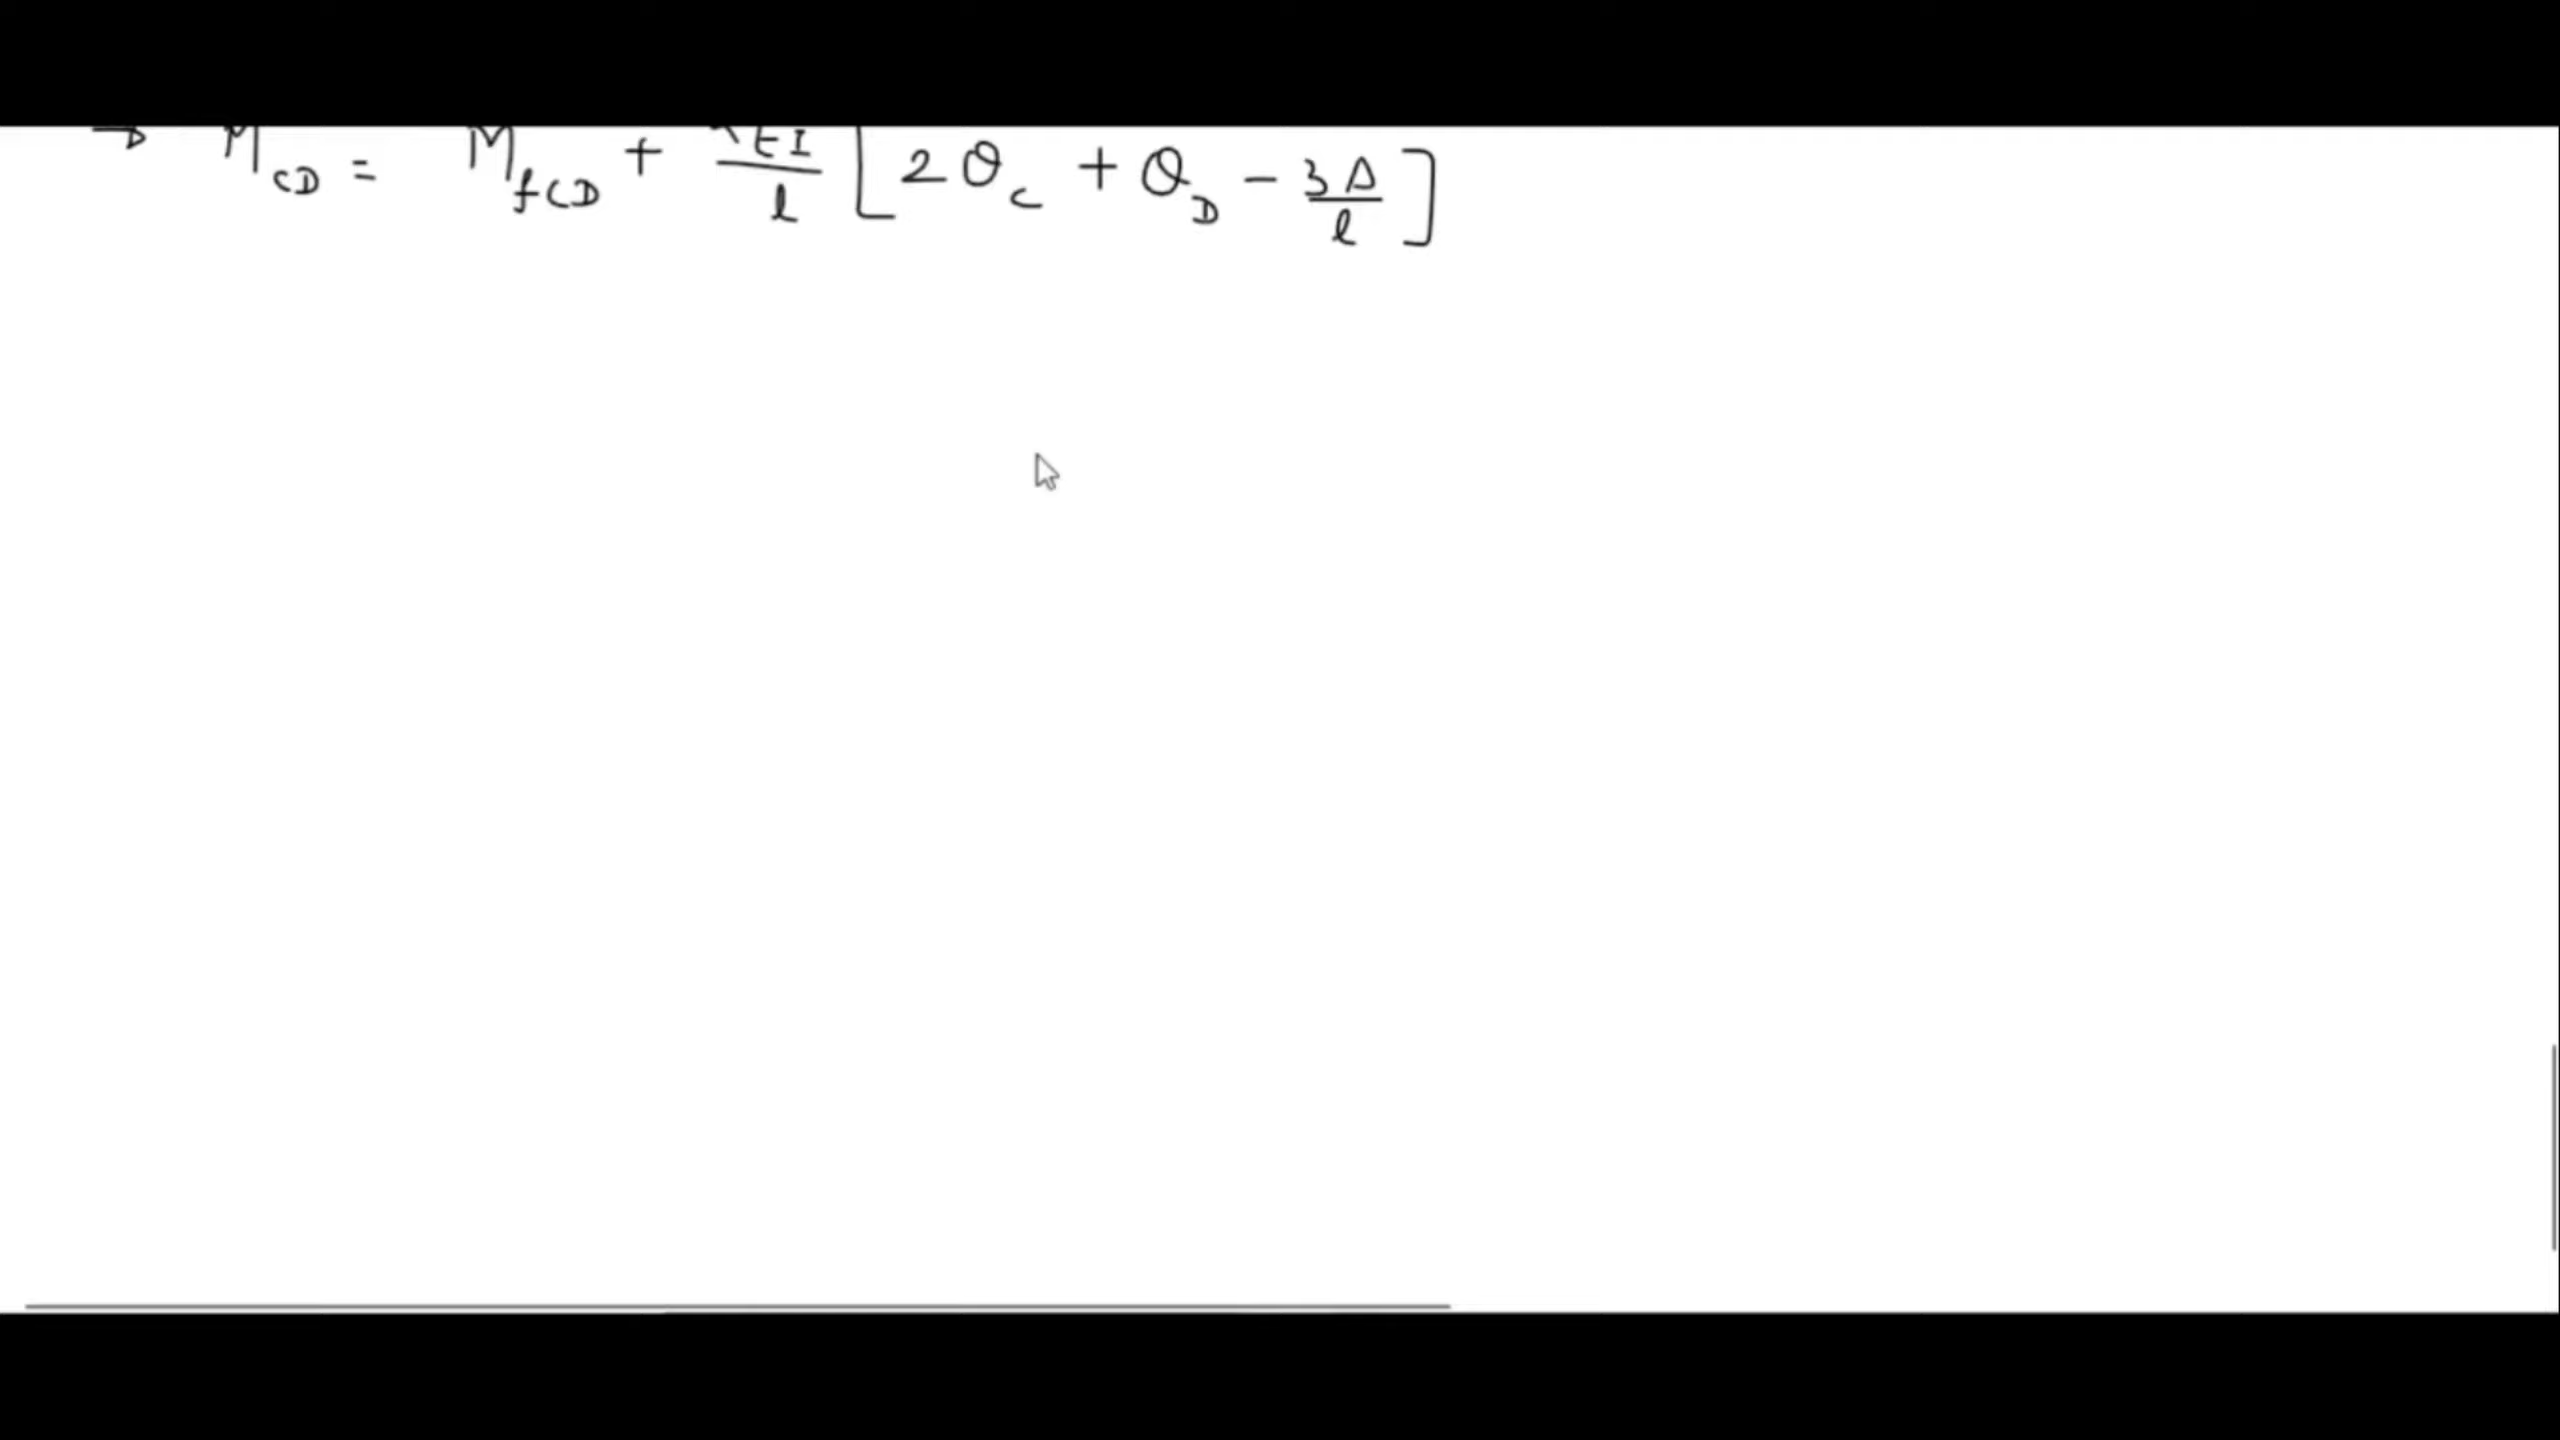 → M_CD = M_fCD + EI/l [2θ_C + θ_D - 3Δ/l]